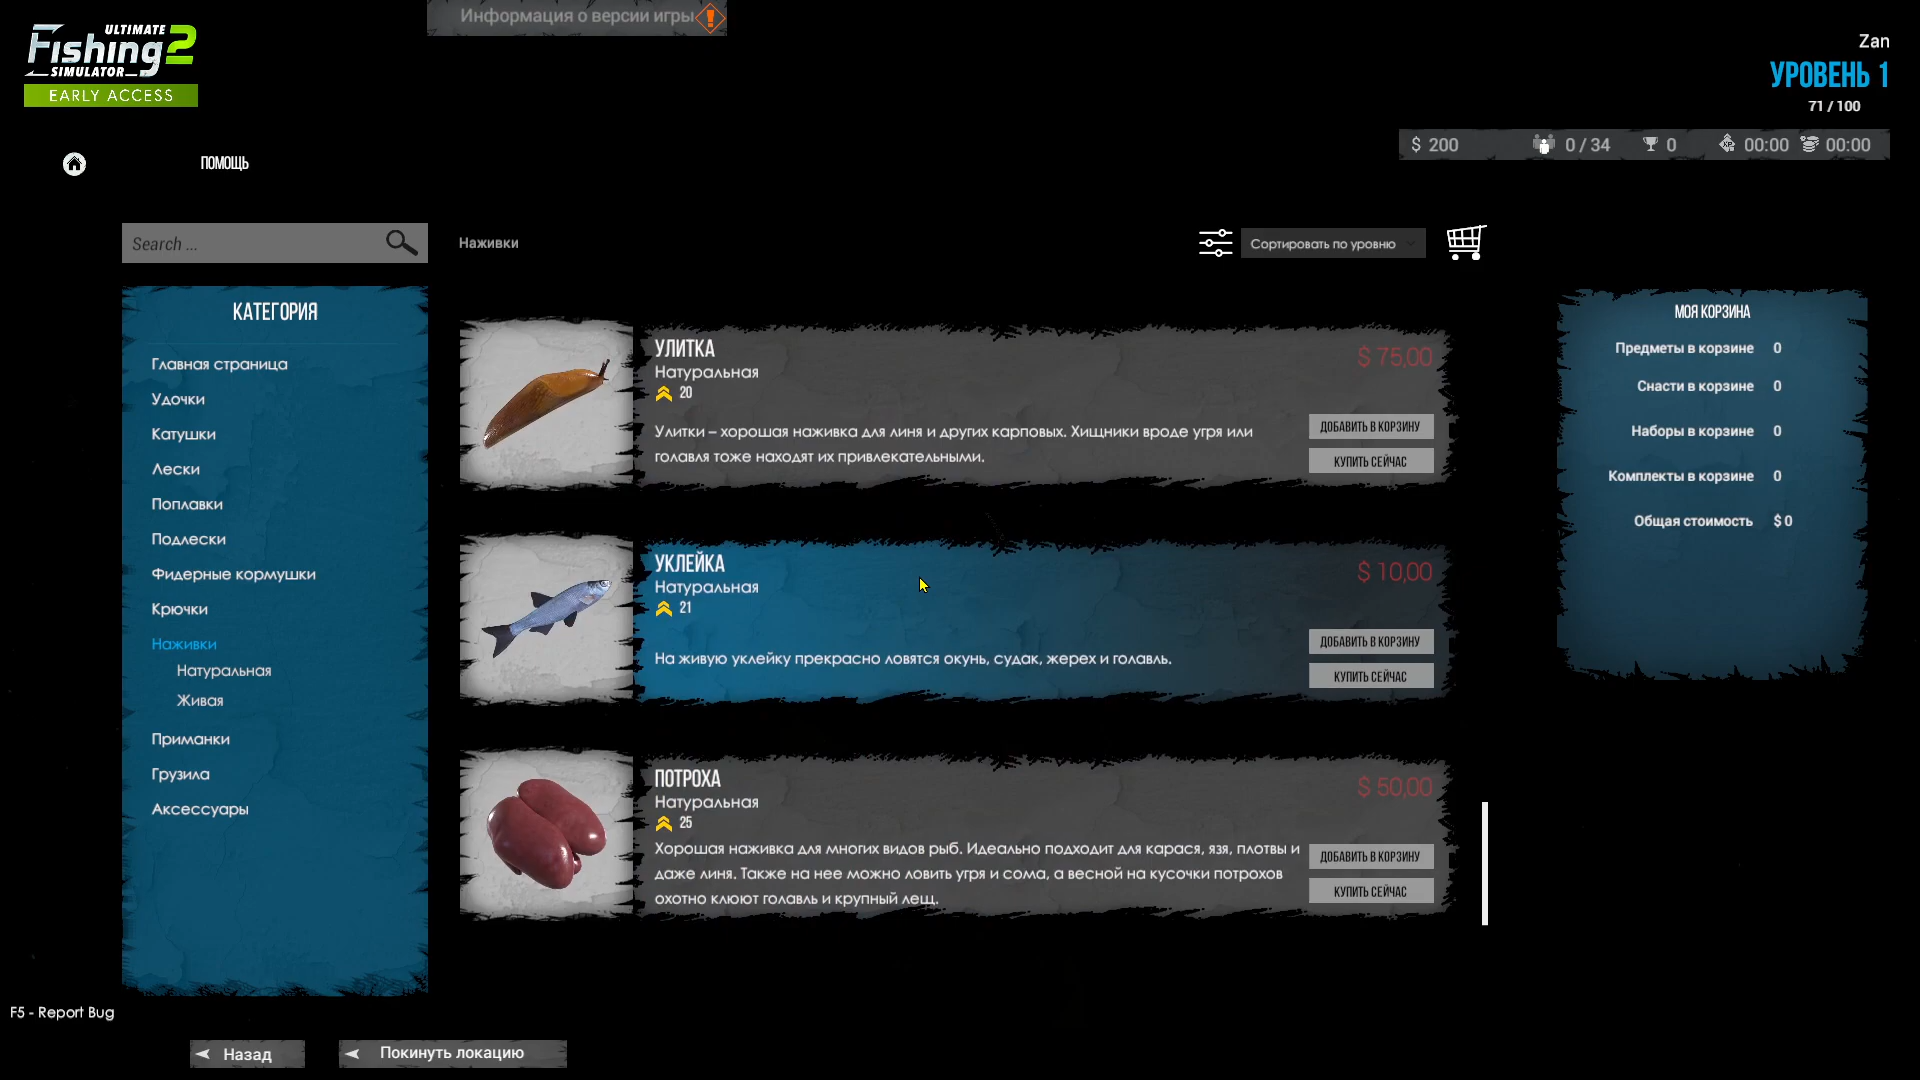 Информация о версии игры
ULTIMATE
Fishing 2
SIMULATOR
EARLY ACCESS
Zan
УРОВЕНЬ 1
71 / 100
$ 200
0 / 34
0
XP
00:00
00:00
ПОМОЩЬ
Search ...
Наживки
Сортировать по уровню
КАТЕГОРИЯ
Главная страница
Удочки
Катушки
Лески
Поплавки
Подлески
Фидерные кормушки
Крючки
Наживки
Натуральная
Живая
Приманки
Грузила
Аксессуары
УЛИТКА
Натуральная
20
$ 75,00
Улитки – хорошая наживка для линя и других карповых. Хищники вроде угря или
голавля тоже находят их привлекательными.
ДОБАВИТЬ В КОРЗИНУ
КУПИТЬ СЕЙЧАС
УКЛЕЙКА
Натуральная
21
$ 10,00
На живую уклейку прекрасно ловятся окунь, судак, жерех и голавль.
ДОБАВИТЬ В КОРЗИНУ
КУПИТЬ СЕЙЧАС
ПОТРОХА
Натуральная
25
$ 50,00
Хорошая наживка для многих видов рыб. Идеально подходит для карася, язя, плотвы и
даже линя. Также на нее можно ловить угря и сома, а весной на кусочки потрохов
охотно клюют голавль и крупный лещ.
ДОБАВИТЬ В КОРЗИНУ
КУПИТЬ СЕЙЧАС
МОЯ КОРЗИНА
Предметы в корзине 0
Снасти в корзине 0
Наборы в корзине 0
Комплекты в корзине 0
Общая стоимость $ 0
F5 - Report Bug
Назад
Покинуть локацию